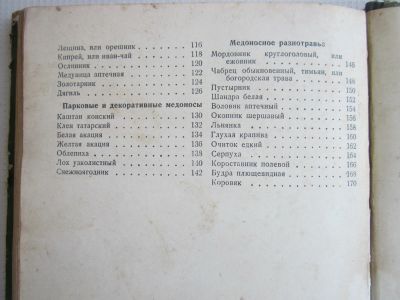 Лещина, или орешник 116
Кипрей, или иван-чай 118
Ослинник 120
Медуница аптечная 122
Золотарник 124
Дягиль 126
Парковые и декоративные медоносы
Каштан конский 130
Клен татарский 132
Белая акация 134
Желтая акация 136
Облепиха 138
Лох узколистный 140
Снежноягодник 142
Медоносное разнотравье
Мордовник круглоголовый, или
ежовник 146
Чабрец обыкновенный, тимьян, или
богородская трава 148
Пустырник 150
Шандра белая 152
Воловик аптечный 154
Окопник шершавый 156
Льнянка 158
Глухая крапива 160
Очиток едкий 162
Серпуха 164
Короставник полевой 166
Будра плющевидная 168
Коровяк 170